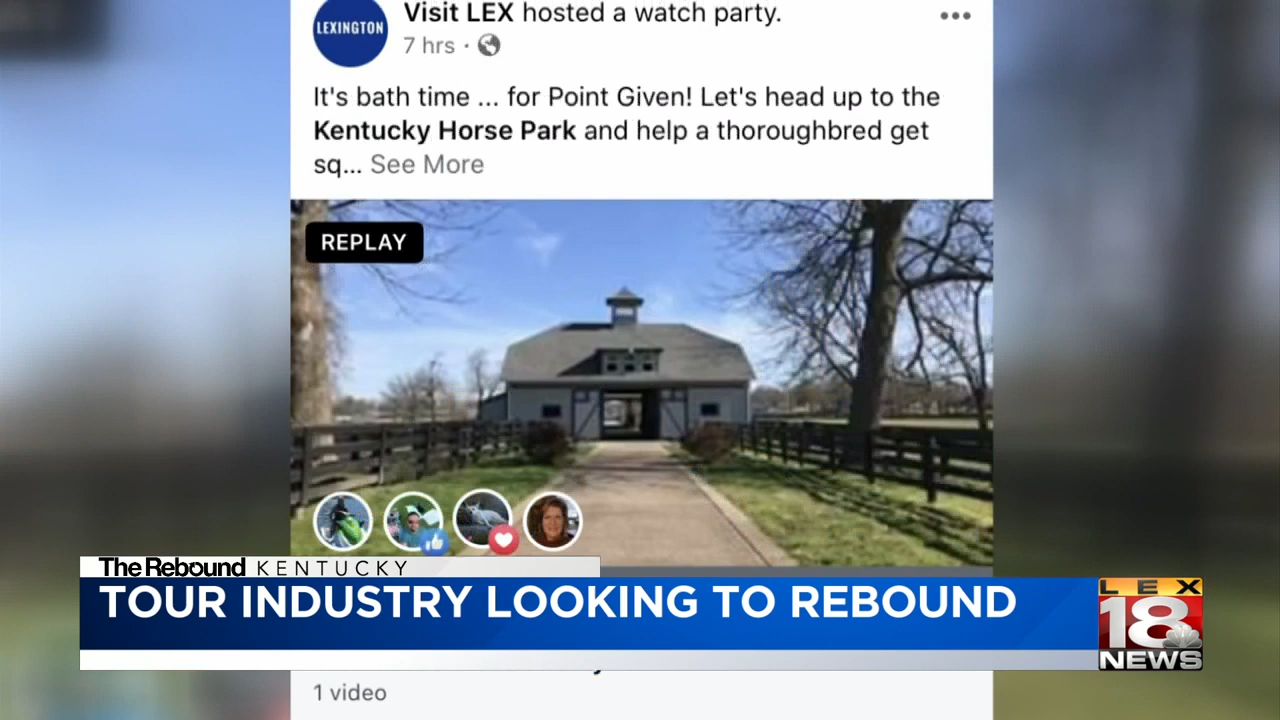 LEXINGTON
Visit LEX hosted a watch party.
7 hrs ·
It's bath time ... for Point Given! Let's head up to the
Kentucky Horse Park and help a thoroughbred get
sq... See More
REPLAY
The Rebound KENTUCKY
TOUR INDUSTRY LOOKING TO REBOUND
LEX
18
NEWS
1 video